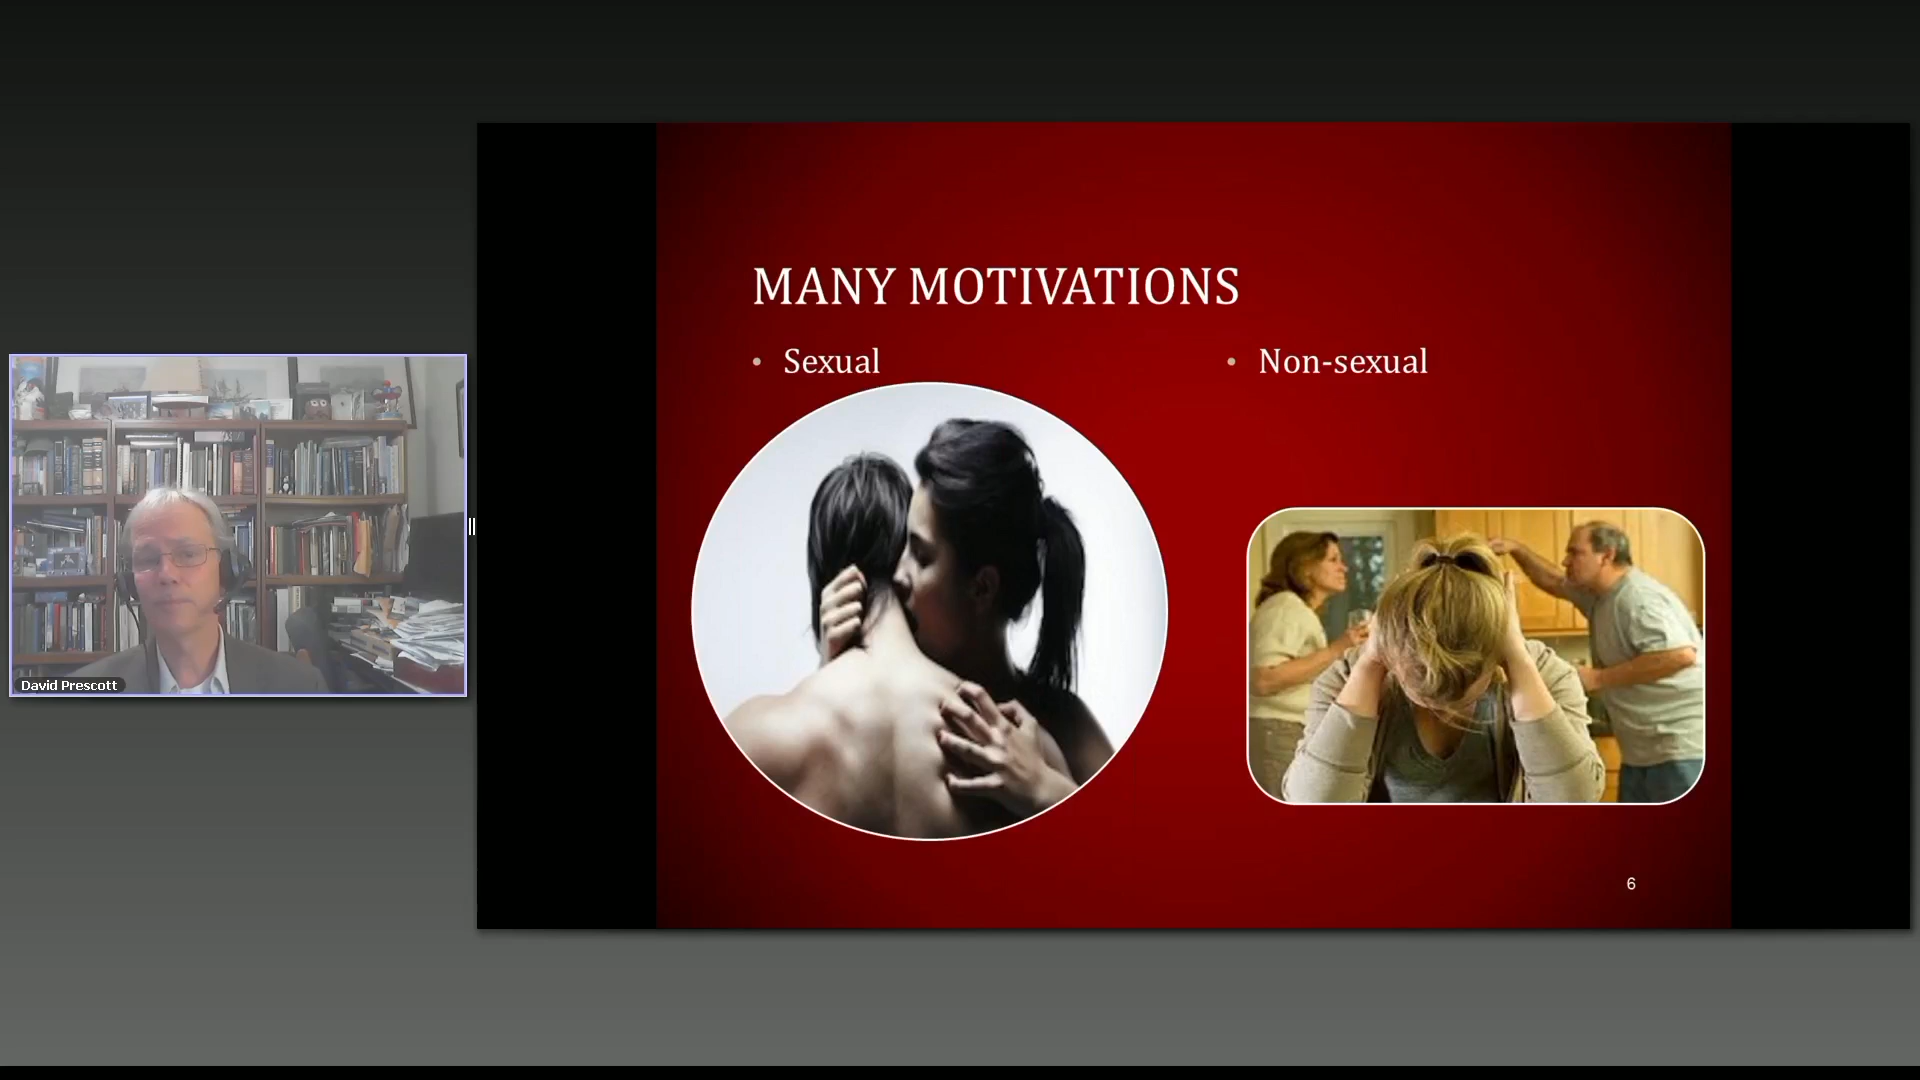 MANY MOTIVATIONS
• Sexual
• Non-sexual
David Prescott
6